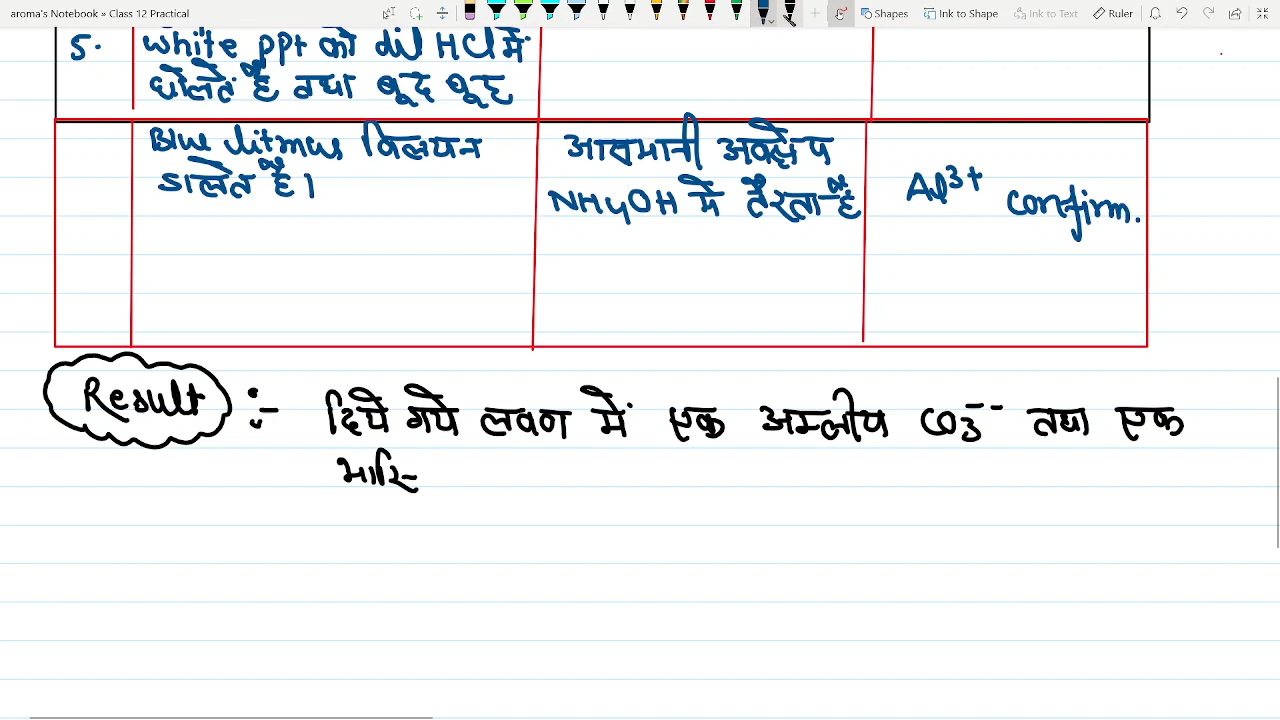 aroma's Notebook » Class 12 Practical
Shapes
Ink to Shape
Ink to Text
Ruler
5. white ppt को dil HCl में
घोलते हैं तथा बूंद बूंद
Blue litmus विलयन
डालते हैं।
आसमानी अवक्षेप
NH4OH में तैरता हैं
Al3+ confirm.
Result :- दिये गये लवण में एक अम्लीय CO3-- तथा एक
भास्